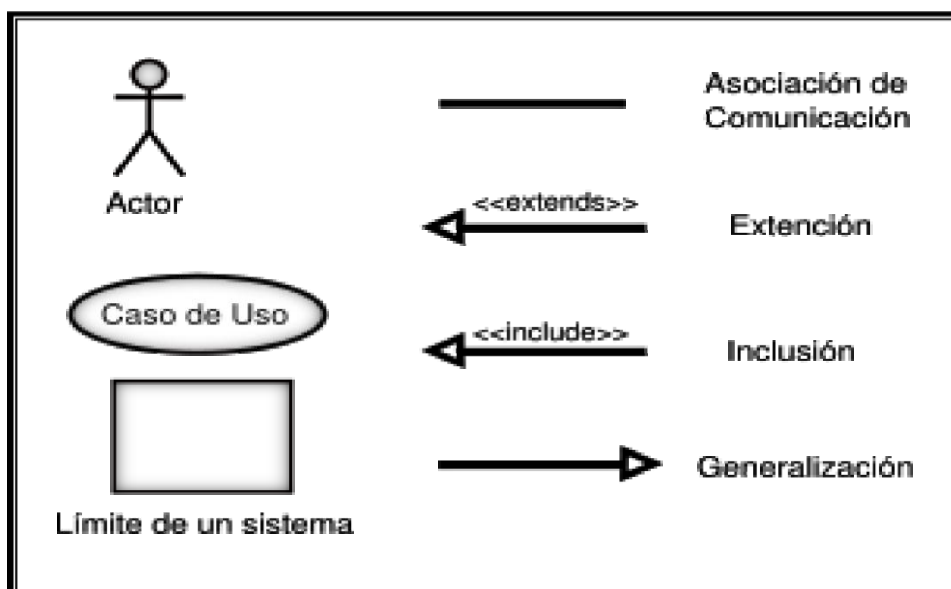 Actor
Caso de Uso
Límite de un sistema
Asociación de
Comunicación
<<extends>>
Extención
<<include>>
Inclusión
Generalización